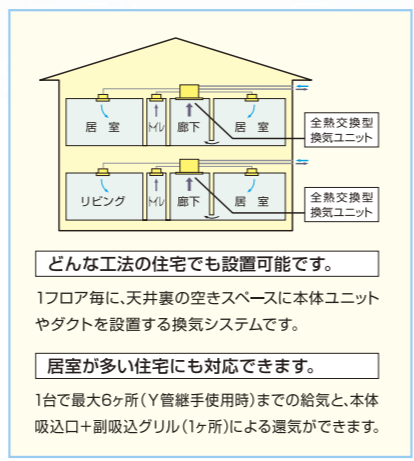 居　室
トイレ
廊下
居　室
全熱交換型
換気ユニット
リビング
トイレ
廊下
居　室
全熱交換型
換気ユニット
どんな工法の住宅でも設置可能です。
1フロア毎に、天井裏の空きスペースに本体ユニット
やダクトを設置する換気システムです。
居室が多い住宅にも対応できます。
1台で最大6ヶ所（Y管継手使用時）までの給気と、本体
吸込口＋副吸込グリル（1ヶ所）による還気ができます。